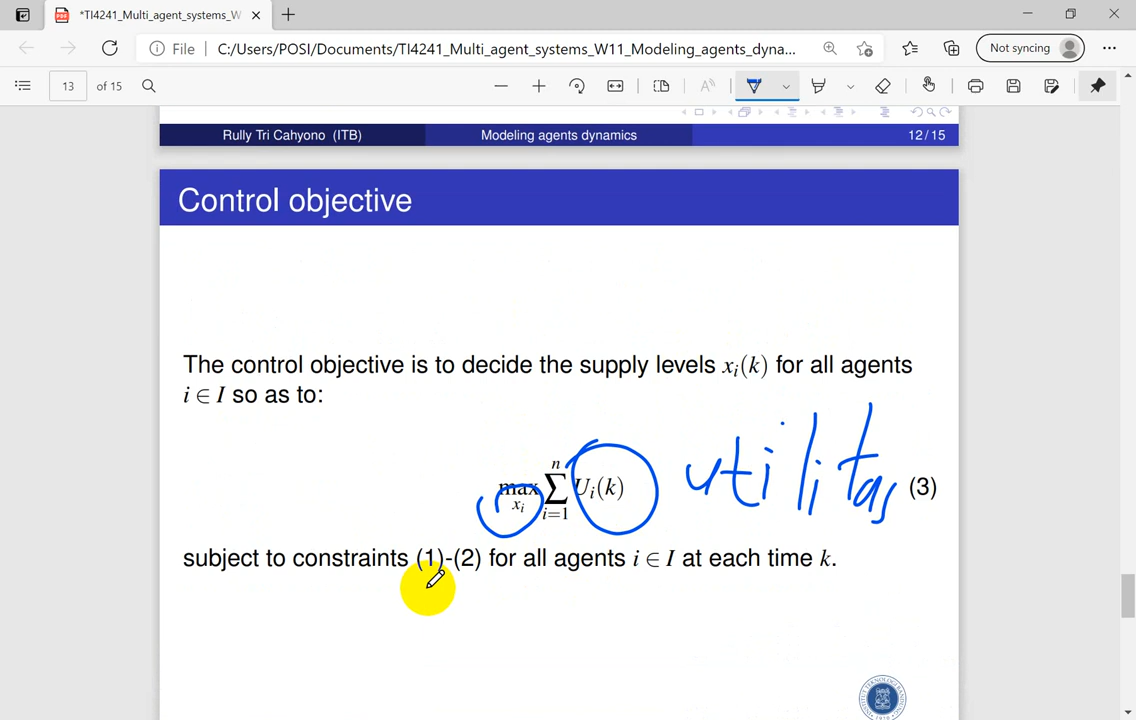 *TI4241_Multi_agent_systems_W
File C:/Users/POSI/Documents/TI4241_Multi_agent_systems_W11_Modeling_agents_dyna... Not syncing
13 of 15
Rully Tri Cahyono (ITB) Modeling agents dynamics 12/15
Control objective
The control objective is to decide the supply levels xᵢ(k) for all agents
i ∈ I so as to:
max_{xᵢ} ∑_{i=1}^{n} Uᵢ(k) utilitas (3)
subject to constraints (1)-(2) for all agents i ∈ I at each time k.